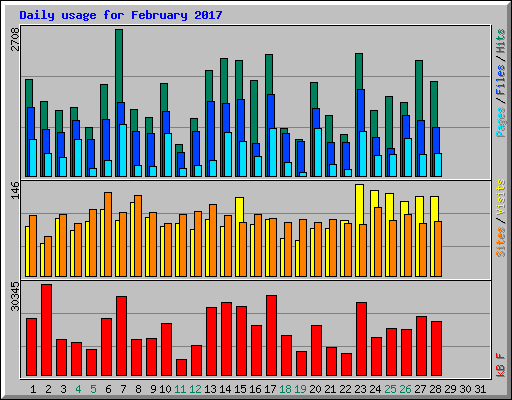 Daily usage for February 2017
2708
Pages / Files / Hits
146
Sites / Visits
30345
kB F
1 2 3 4 5 6 7 8 9 10 11 12 13 14 15 16 17 18 19 20 21 22 23 24 25 26 27 28 29 30 31